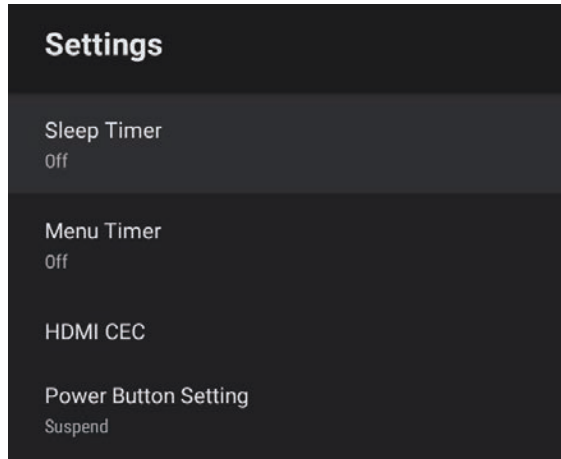 Settings
Sleep Timer
Off
Menu Timer
Off
HDMI CEC
Power Button Setting
Suspend